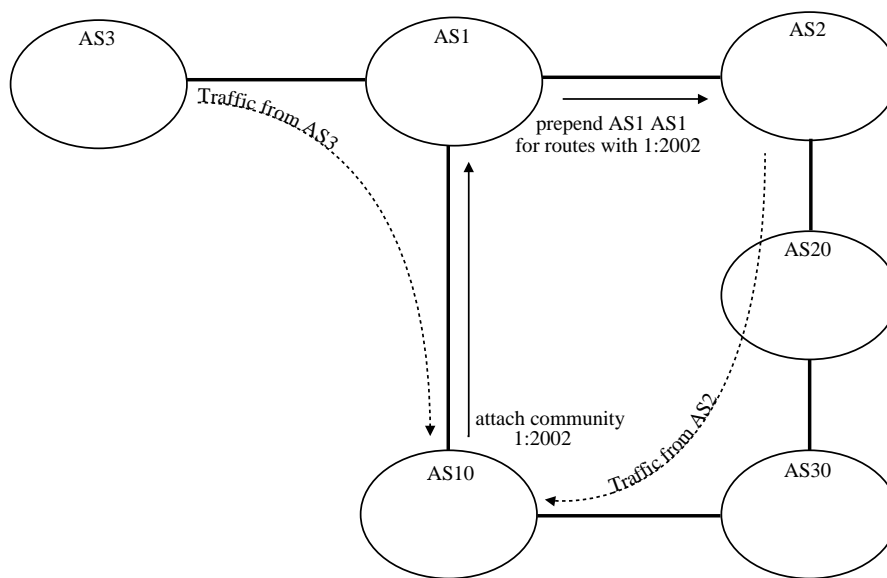 AS3
AS1
AS2
Traffic from AS3
prepend AS1 AS1
for routes with 1:2002
AS20
attach community
1:2002
Traffic from AS2
AS10
AS30